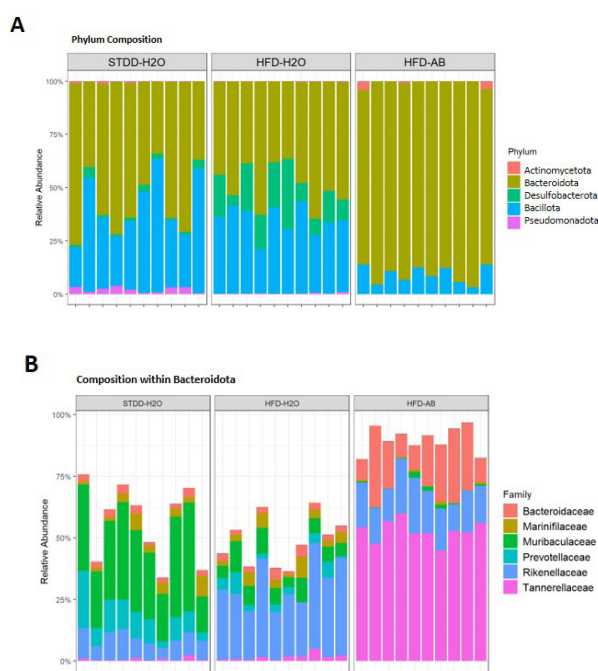 A
Phylum Composition
STDD-H2O
HFD-H2O
HFD-AB
100%
75%
50%
25%
0%
Relative Abundance
Phylum
Actinomycetota
Bacteroidota
Desulfobacterota
Bacillota
Pseudomonadota
B
Composition within Bacteroidota
STDD-H2O
HFD-H2O
HFD-AB
100%
75%
50%
25%
0%
Relative Abundance
Family
Bacteroidaceae
Marinifilaceae
Muribaculaceae
Prevotellaceae
Rikenellaceae
Tannerellaceae